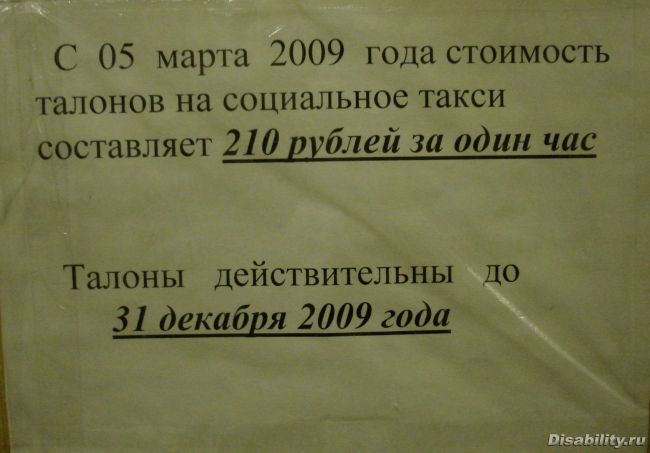 С 05 марта 2009 года стоимость
талонов на социальное такси
составляет 210 рублей за один час
Талоны действительны до
31 декабря 2009 года
Disability.ru